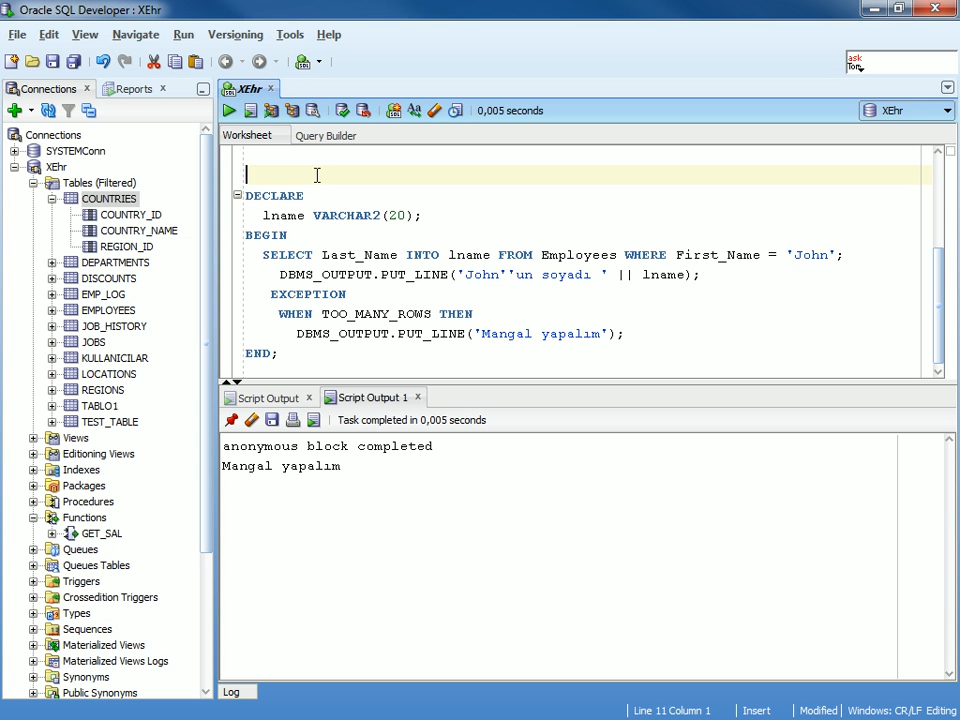 Oracle SQL Developer : XEhr
File Edit View Navigate Run Versioning Tools Help
ask
Tom
Connections x Reports x
XEhr x
0,005 seconds
XEhr
Worksheet Query Builder
Connections
SYSTEMConn
XEhr
Tables (Filtered)
COUNTRIES
COUNTRY_ID
COUNTRY_NAME
REGION_ID
DEPARTMENTS
DISCOUNTS
EMP_LOG
EMPLOYEES
JOB_HISTORY
JOBS
KULLANICILAR
LOCATIONS
REGIONS
TABLO1
TEST_TABLE
Views
Editioning Views
Indexes
Packages
Procedures
Functions
GET_SAL
Queues
Queues Tables
Triggers
Crossedition Triggers
Types
Sequences
Materialized Views
Materialized Views Logs
Synonyms
Public Synonyms
DECLARE
lname VARCHAR2(20);
BEGIN
SELECT Last_Name INTO lname FROM Employees WHERE First_Name = 'John';
DBMS_OUTPUT.PUT_LINE('John''un soyadı ' || lname);
EXCEPTION
WHEN TOO_MANY_ROWS THEN
DBMS_OUTPUT.PUT_LINE('Mangal yapalım');
END;
Script Output x Script Output 1 x
Task completed in 0,005 seconds
anonymous block completed
Mangal yapalım
Log
Line 11 Column 1 Insert Modified Windows: CR/LF Editing